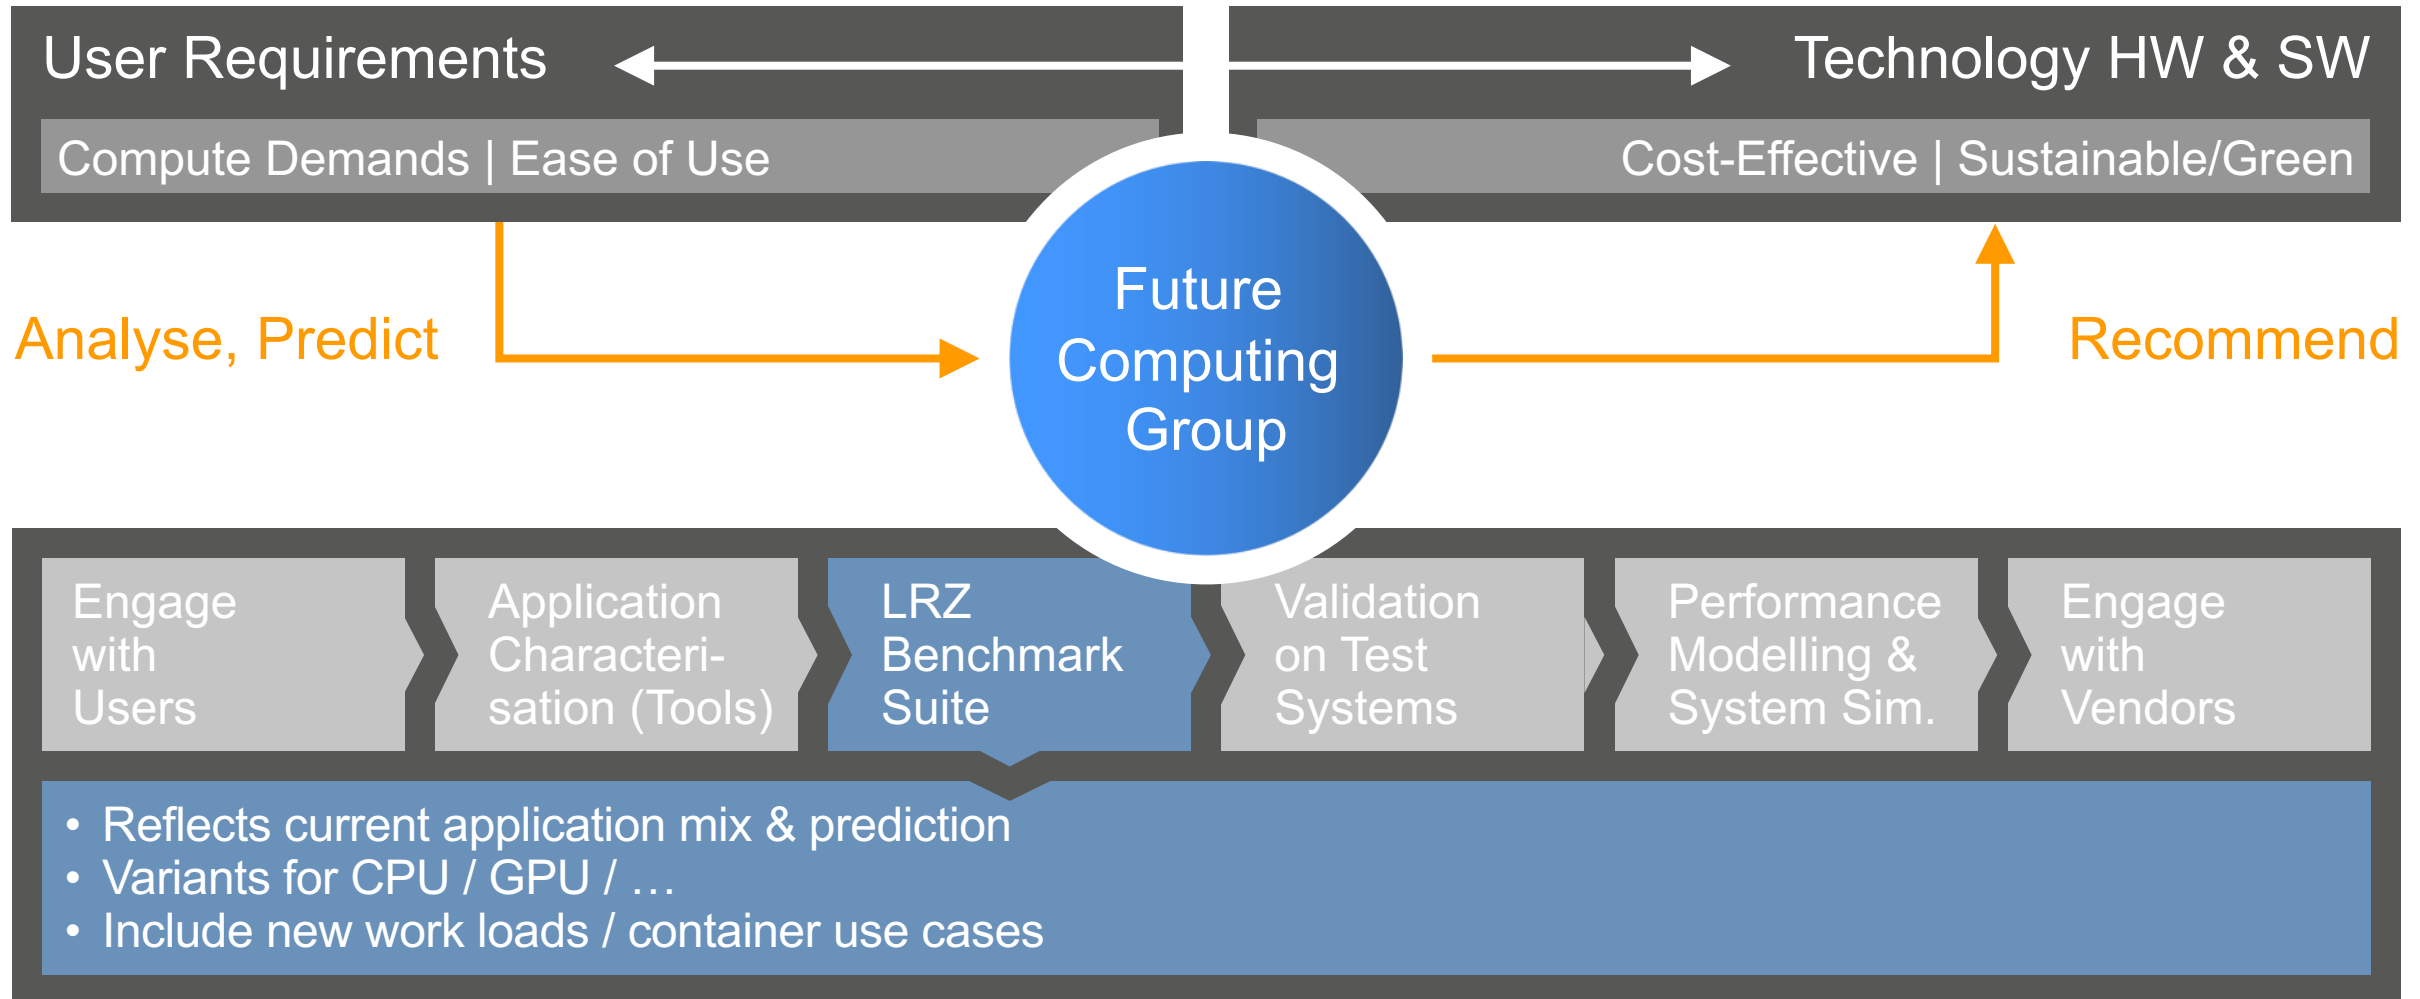 User Requirements
Technology HW & SW
Compute Demands | Ease of Use
Cost-Effective | Sustainable/Green
Analyse, Predict
Future
Computing
Group
Recommend
Engage
with
Users
Application
Characteri-
sation (Tools)
LRZ
Benchmark
Suite
Validation
on Test
Systems
Performance
Modelling &
System Sim.
Engage
with
Vendors
• Reflects current application mix & prediction
• Variants for CPU / GPU / …
• Include new work loads / container use cases